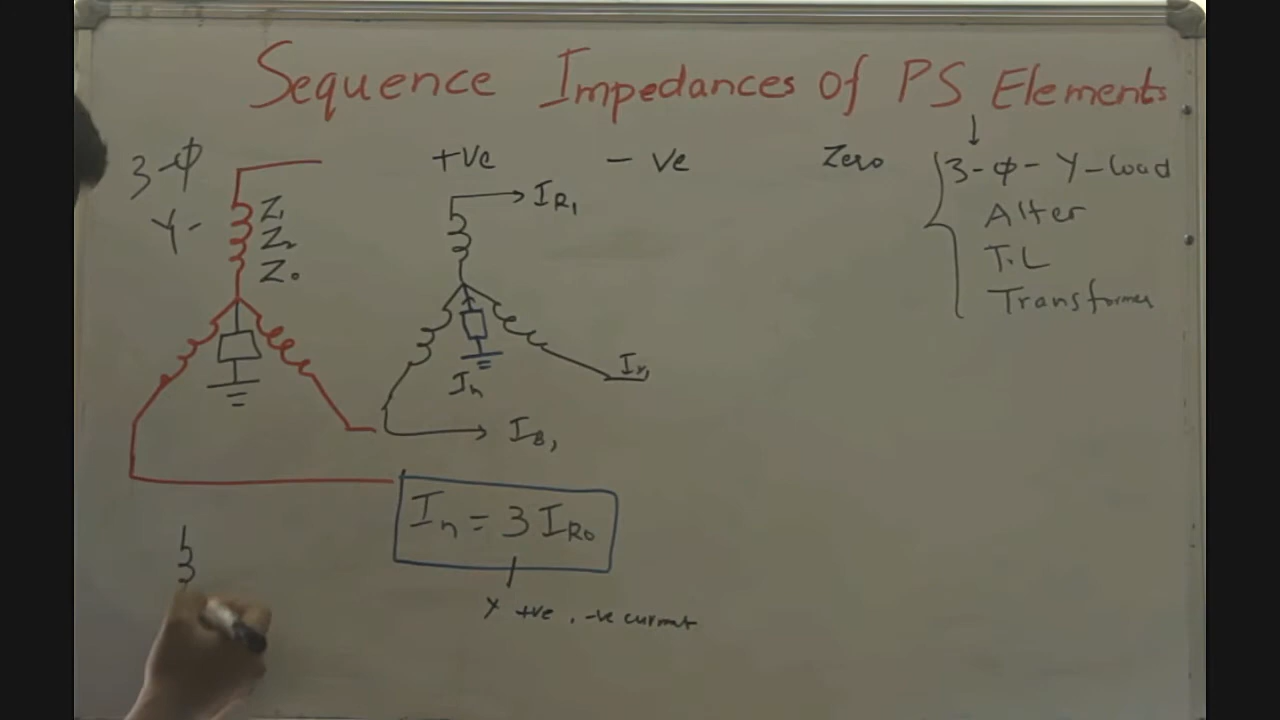 Sequence Impedances of PS Elements
3-Φ
Y-
Z1
Z2
Z0
+ve
- ve
Zero
IR1
IY1
IB1
In
In = 3 IR0
x +ve, -ve current
3-Φ-Y-load
Alter
T.L
Transformer